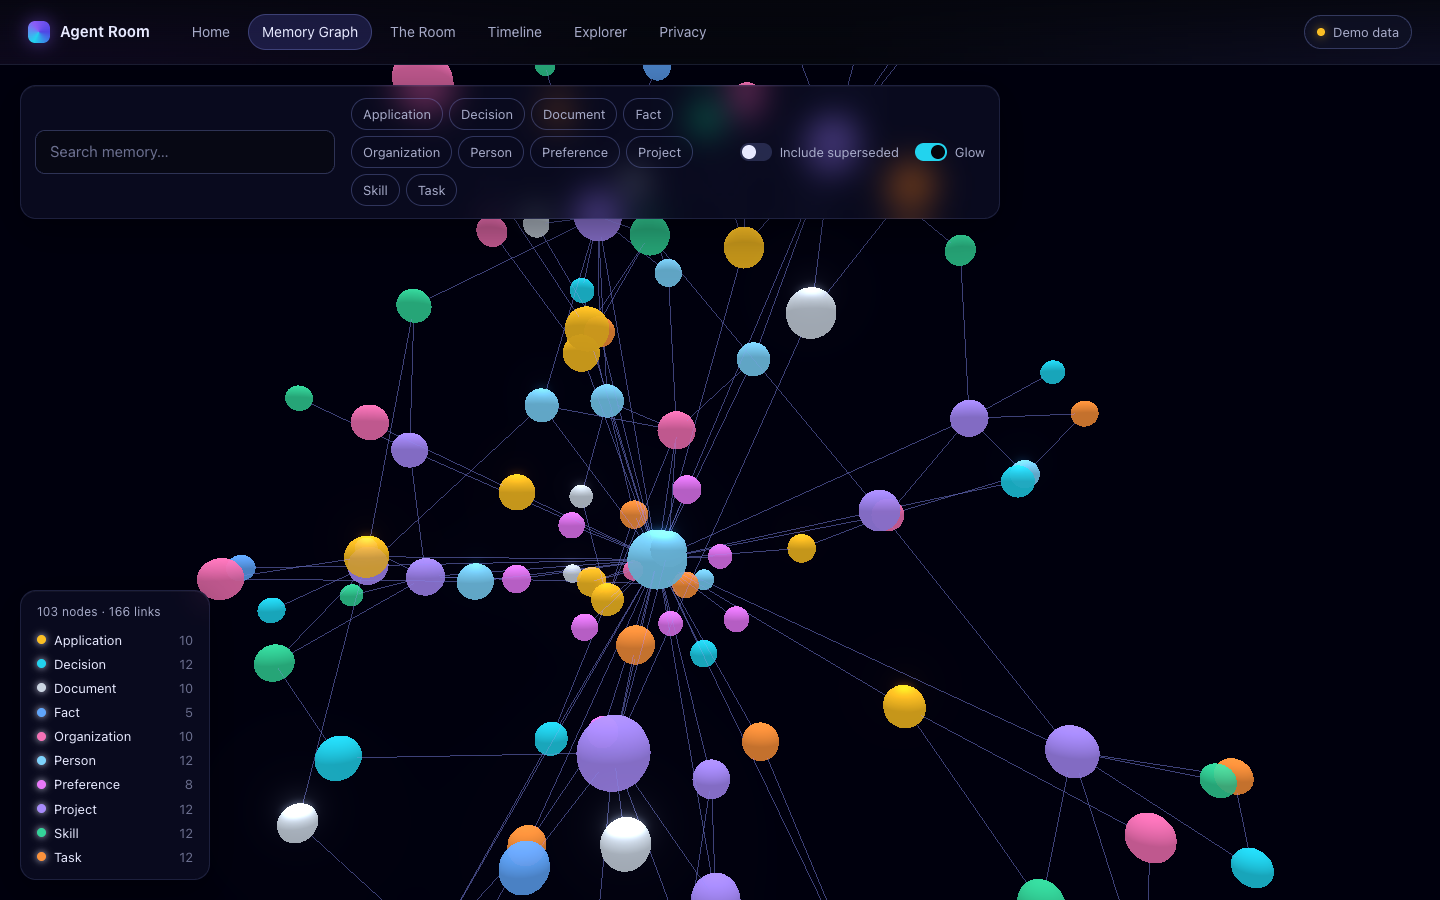 Agent Room
Home
Memory Graph
The Room
Timeline
Explorer
Privacy
Demo data
Search memory...
Application
Decision
Document
Fact
Organization
Person
Preference
Project
Skill
Task
Include superseded
Glow
103 nodes · 166 links
Application 10
Decision 12
Document 10
Fact 5
Organization 10
Person 12
Preference 8
Project 12
Skill 12
Task 12